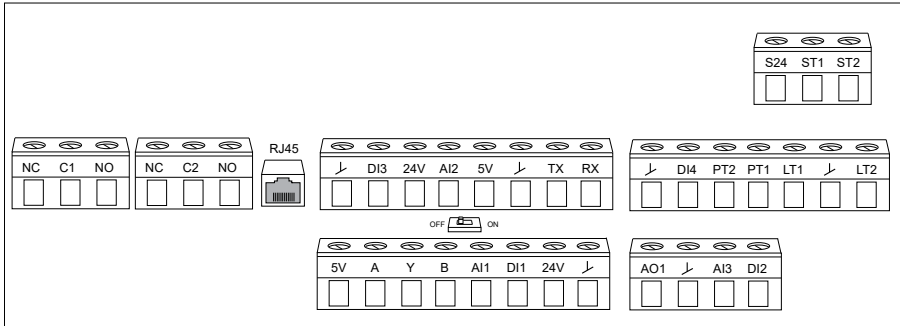 S24 ST1 ST2
RJ45
NC C1 NO NC C2 NO DI3 24V AI2 5V TX RX DI4 PT2 PT1 LT1 LT2
OFF ON
5V A Y B AI1 DI1 24V AO1 AI3 DI2